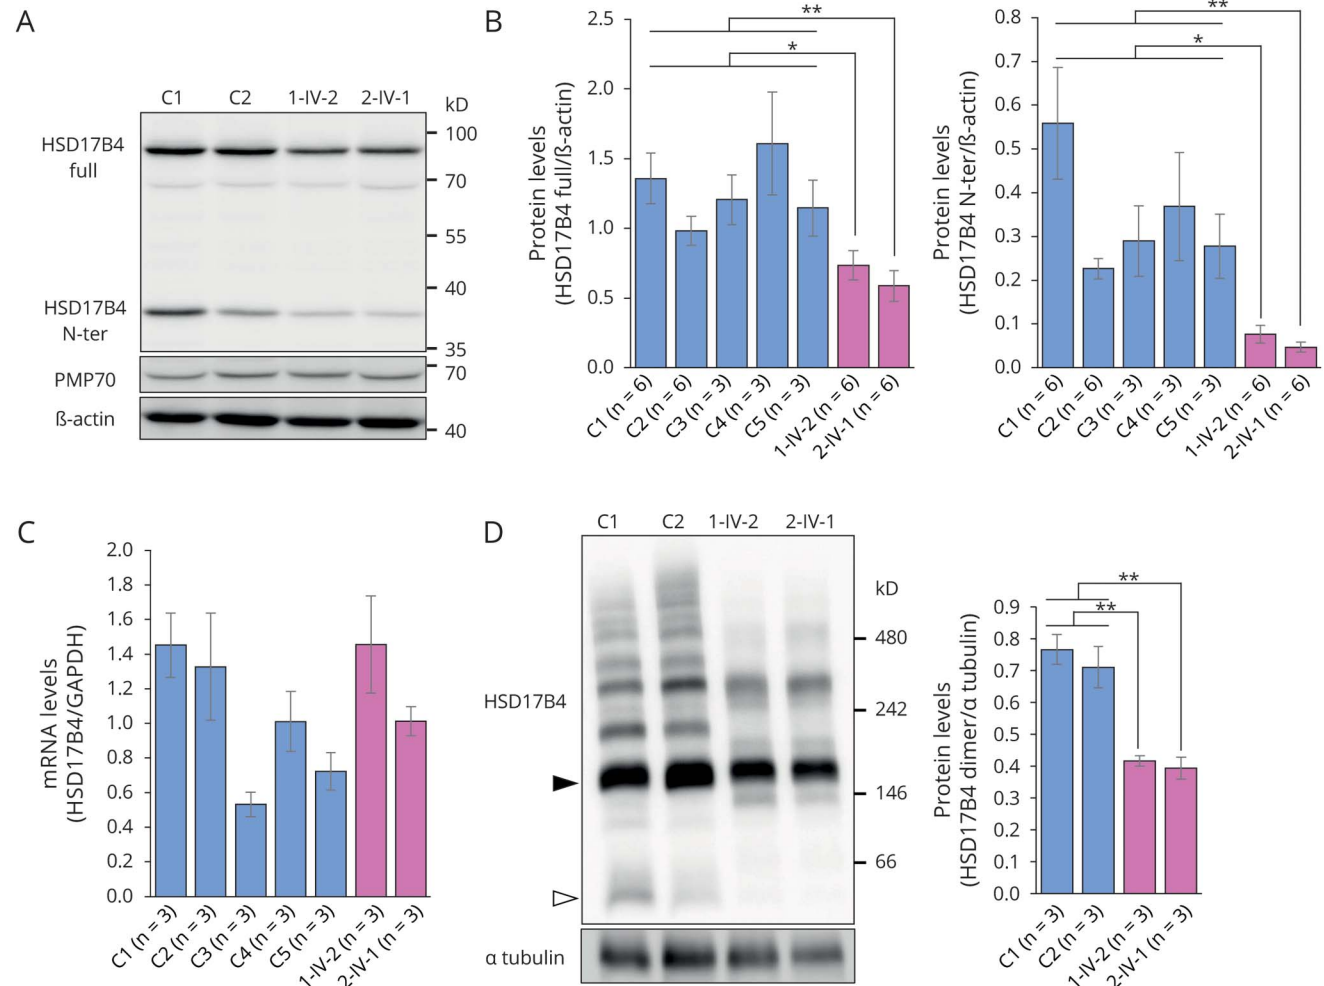 A
C1 C2 1-IV-2 2-IV-1
kD
HSD17B4
full
100
70
55
40
HSD17B4
N-ter
35
PMP70
70
ß-actin
40
B
Protein levels
(HSD17B4 full/ß-actin)
2.5
2.0
1.5
1.0
0.5
0.0
**
*
C1 (n = 6)
C2 (n = 6)
C3 (n = 3)
C4 (n = 3)
C5 (n = 3)
1-IV-2 (n = 6)
2-IV-1 (n = 6)
Protein levels
(HSD17B4 N-ter/ß-actin)
0.8
0.7
0.6
0.5
0.4
0.3
0.2
0.1
0.0
**
*
C1 (n = 6)
C2 (n = 6)
C3 (n = 3)
C4 (n = 3)
C5 (n = 3)
1-IV-2 (n = 6)
2-IV-1 (n = 6)
C
mRNA levels
(HSD17B4/GAPDH)
2.0
1.8
1.6
1.4
1.2
1.0
0.8
0.6
0.4
0.2
0.0
C1 (n = 3)
C2 (n = 3)
C3 (n = 3)
C4 (n = 3)
C5 (n = 3)
1-IV-2 (n = 3)
2-IV-1 (n = 3)
D
C1 C2 1-IV-2 2-IV-1
kD
480
HSD17B4
242
146
66
α tubulin
Protein levels
(HSD17B4 dimer/α tubulin)
0.9
0.8
0.7
0.6
0.5
0.4
0.3
0.2
0.1
0.0
**
**
C1 (n = 3)
C2 (n = 3)
1-IV-2 (n = 3)
2-IV-1 (n = 3)